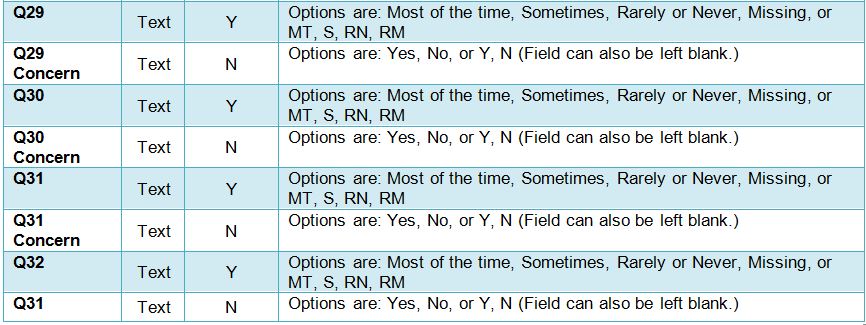 Q29 Text Y Options are: Most of the time, Sometimes, Rarely or Never, Missing, or
MT, S, RN, RM
Q29 Text N Options are: Yes, No, or Y, N (Field can also be left blank.)
Concern
Q30 Text Y Options are: Most of the time, Sometimes, Rarely or Never, Missing, or
MT, S, RN, RM
Q30 Text N Options are: Yes, No, or Y, N (Field can also be left blank.)
Concern
Q31 Text Y Options are: Most of the time, Sometimes, Rarely or Never, Missing, or
MT, S, RN, RM
Q31 Text N Options are: Yes, No, or Y, N (Field can also be left blank.)
Concern
Q32 Text Y Options are: Most of the time, Sometimes, Rarely or Never, Missing, or
MT, S, RN, RM
Q31 Text N Options are: Yes, No, or Y, N (Field can also be left blank.)